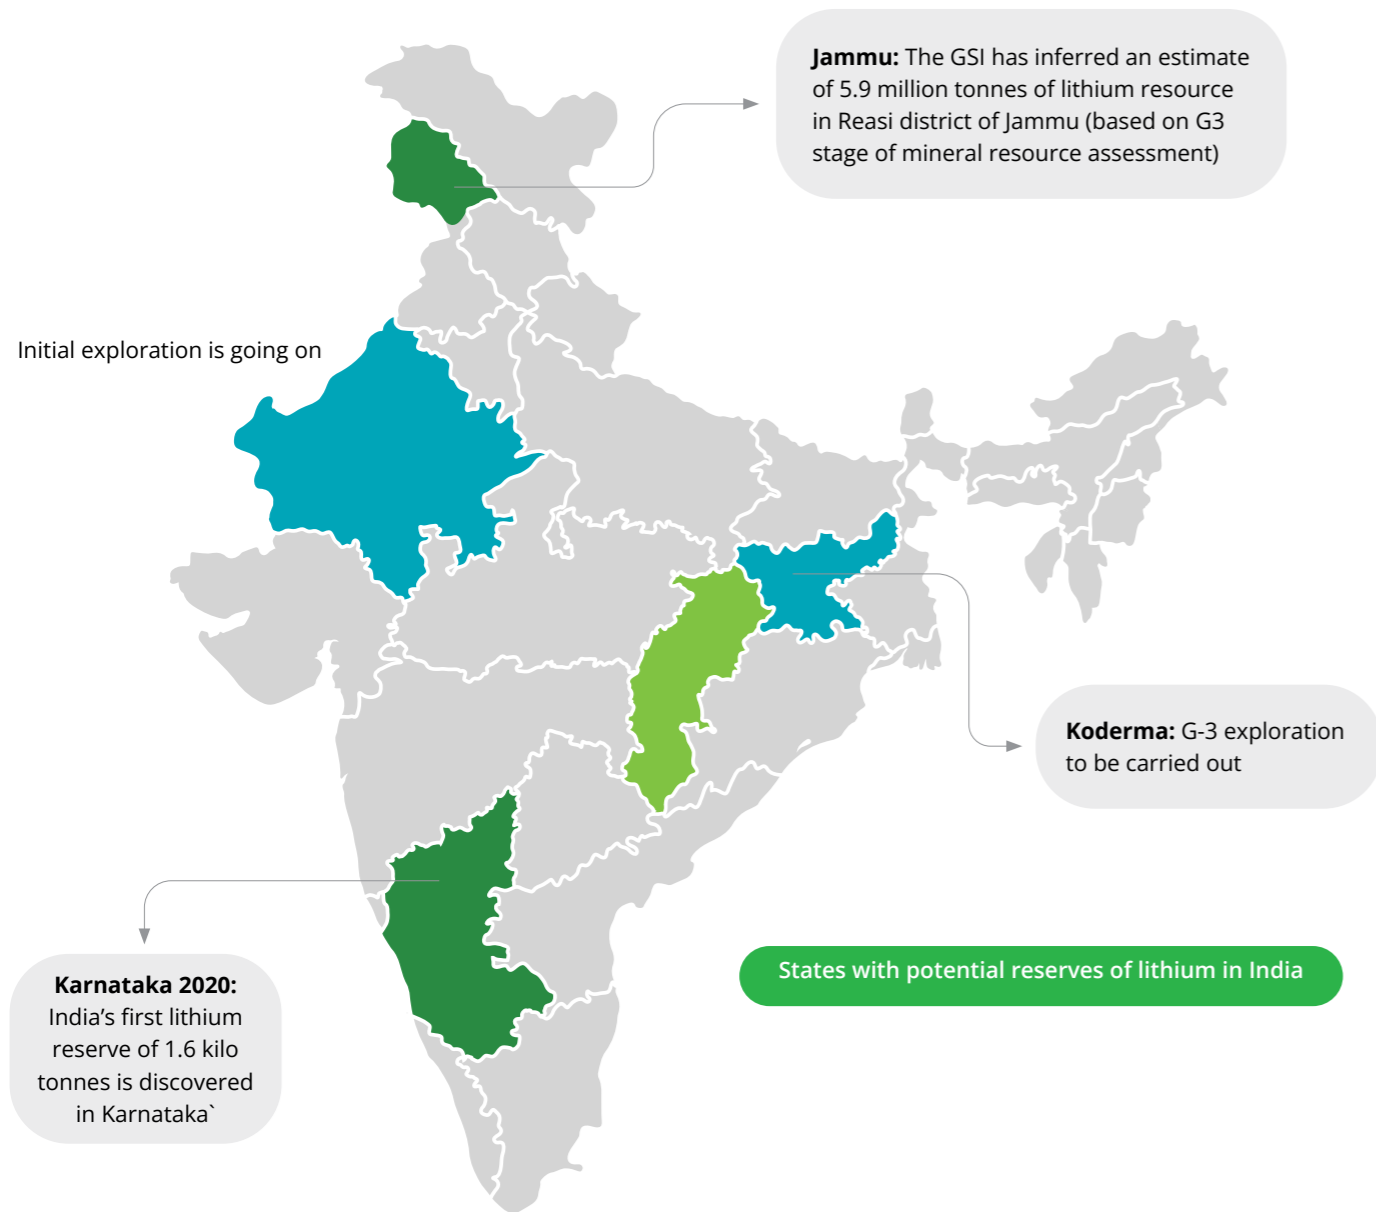 Jammu: The GSI has inferred an estimate
of 5.9 million tonnes of lithium resource
in Reasi district of Jammu (based on G3
stage of mineral resource assessment)
Initial exploration is going on
Koderma: G-3 exploration
to be carried out
States with potential reserves of lithium in India
Karnataka 2020:
India’s first lithium
reserve of 1.6 kilo
tonnes is discovered
in Karnataka`